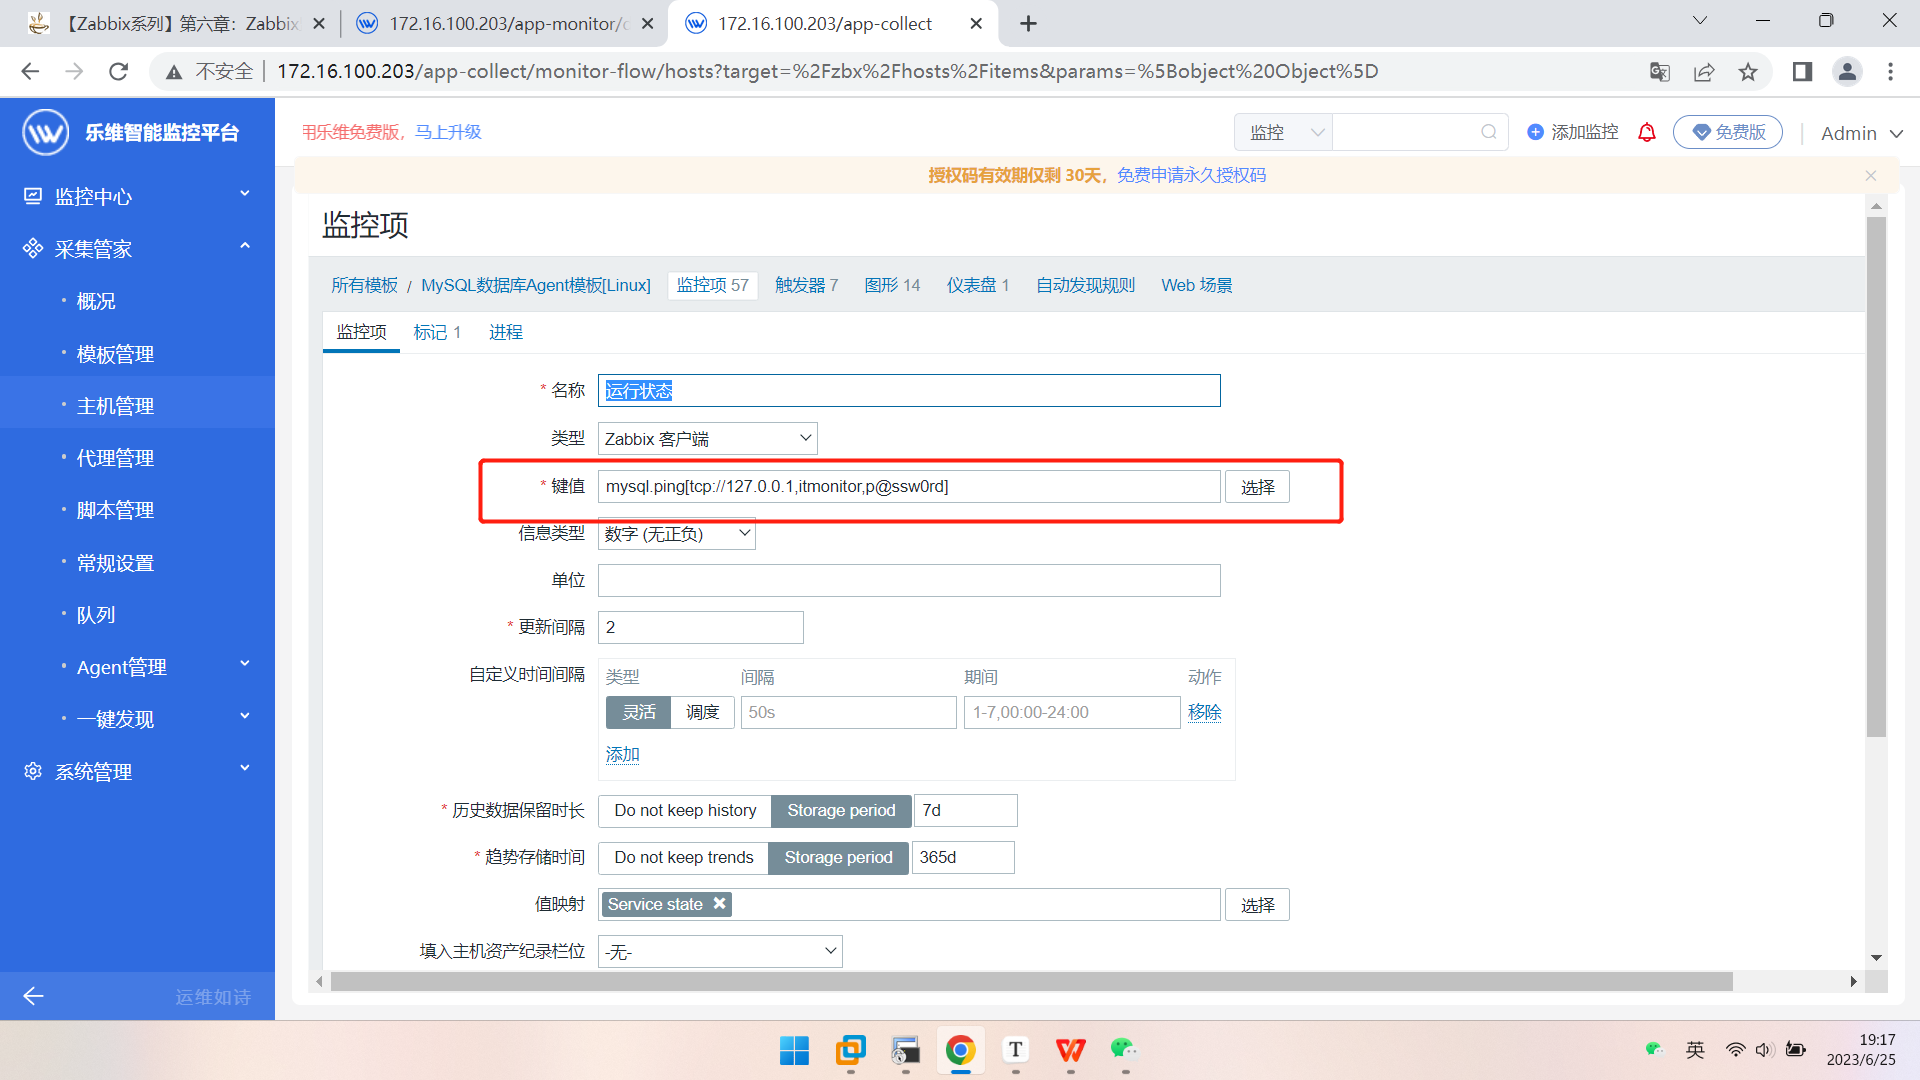 【Zabbix系列】第六章：Zabbix
172.16.100.203/app-monitor/
172.16.100.203/app-collect
不安全
172.16.100.203/app-collect/monitor-flow/hosts?target=%2Fzbx%2Fhosts%2Fitems&params=%5Bobject%20Object%5D
乐维智能监控平台
监控中心
采集管家
概况
模板管理
主机管理
代理管理
脚本管理
常规设置
队列
Agent管理
一键发现
系统管理
运维如诗
用乐维免费版，马上升级
监控
添加监控
免费版
Admin
授权码有效期仅剩 30天，免费申请永久授权码
监控项
所有模板 / MySQL数据库Agent模板[Linux] 监控项 57 触发器 7 图形 14 仪表盘 1 自动发现规则 Web 场景
监控项 标记 1 进程
* 名称 运行状态
类型 Zabbix 客户端
* 键值 mysql.ping[tcp://127.0.0.1,itmonitor,p@ssw0rd] 选择
信息类型 数字 (无正负)
单位
* 更新间隔 2
自定义时间间隔 类型 间隔 期间 动作
灵活 调度 50s 1-7,00:00-24:00 移除
添加
* 历史数据保留时长 Do not keep history Storage period 7d
* 趋势存储时间 Do not keep trends Storage period 365d
值映射 Service state 选择
填入主机资产纪录栏位 -无-
英
19:17
2023/6/25